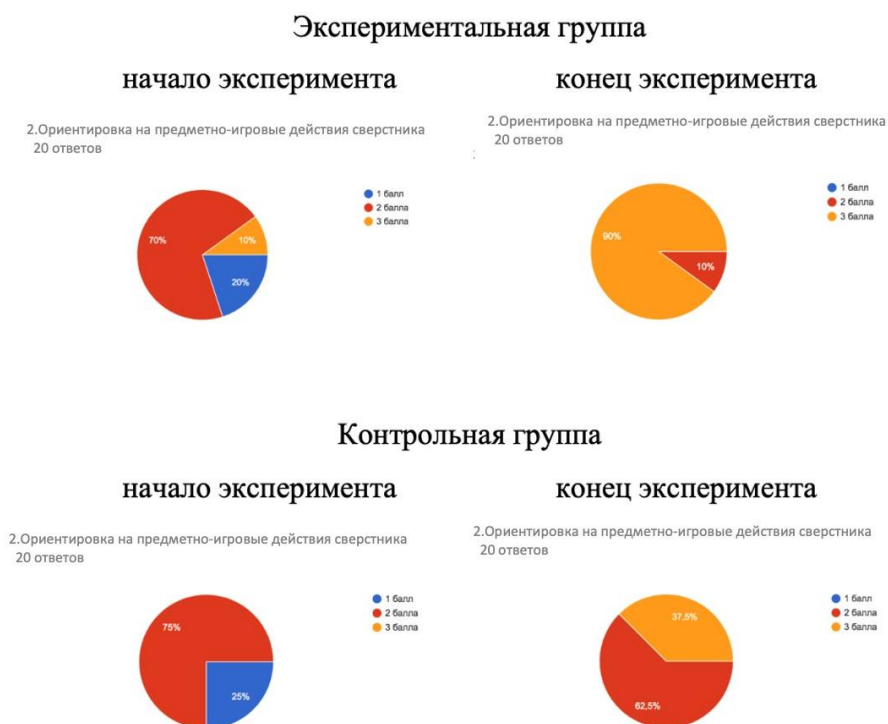 Экспериментальная группа
начало эксперимента
конец эксперимента
2.Ориентировка на предметно-игровые действия сверстника
20 ответов
2.Ориентировка на предметно-игровые действия сверстника
20 ответов
1 балл
2 балла
3 балла
70%
10%
20%
1 балл
2 балла
3 балла
90%
10%
Контрольная группа
начало эксперимента
конец эксперимента
2.Ориентировка на предметно-игровые действия сверстника
20 ответов
2.Ориентировка на предметно-игровые действия сверстника
20 ответов
1 балл
2 балла
3 балла
75%
25%
1 балл
2 балла
3 балла
37,5%
62,5%